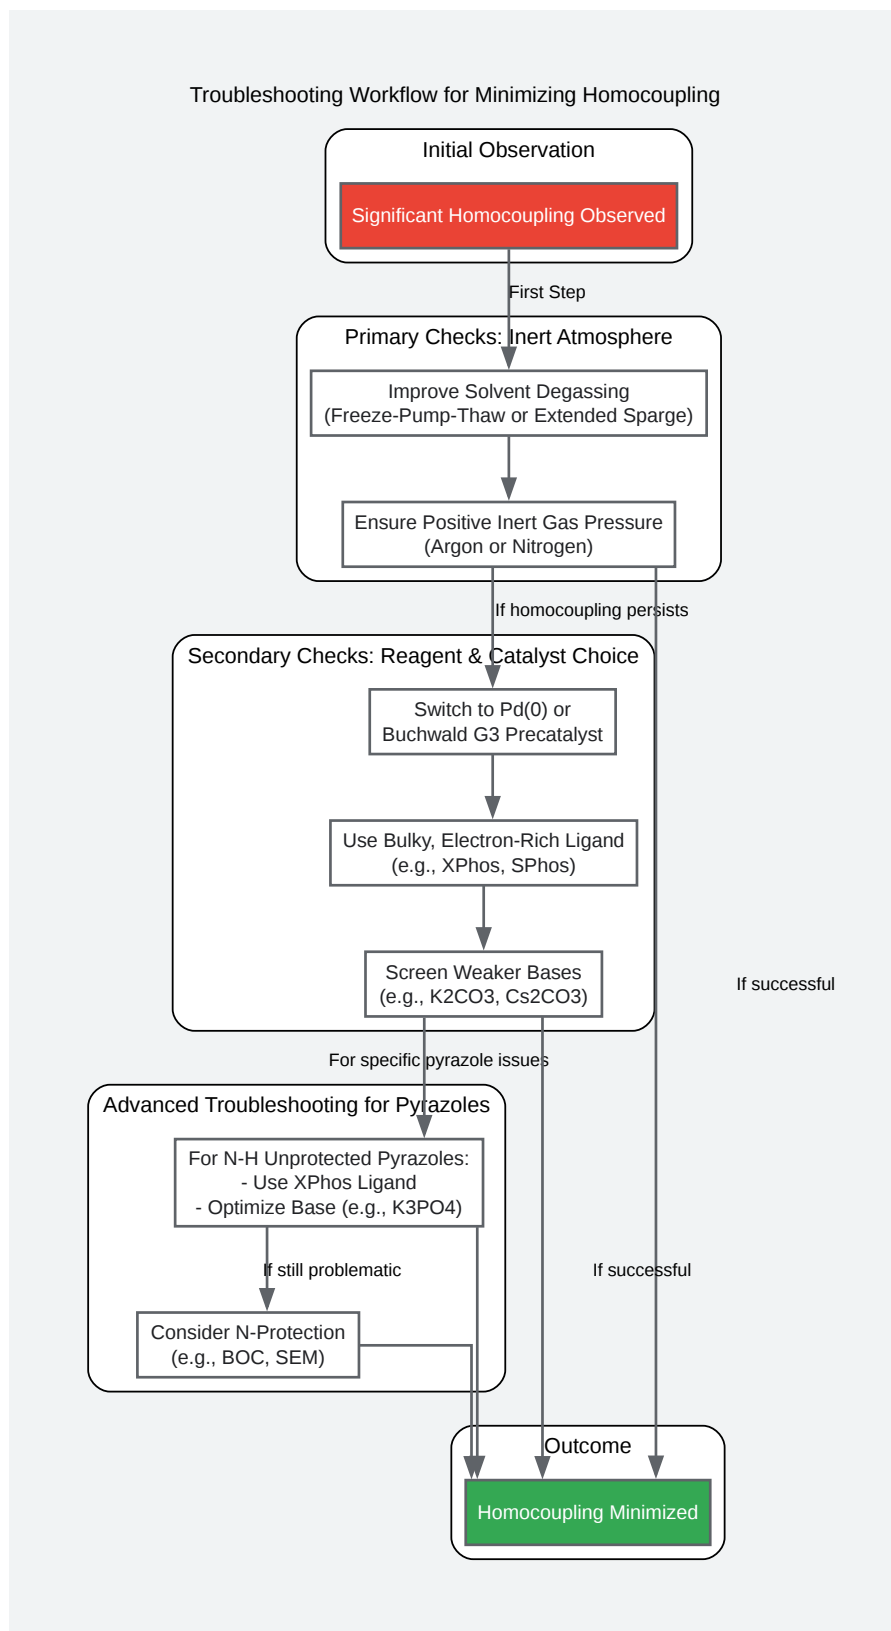 Troubleshooting Workflow for Minimizing Homocoupling
Initial Observation
Significant Homocoupling Observed
First Step
Primary Checks: Inert Atmosphere
Improve Solvent Degassing
(Freeze-Pump-Thaw or Extended Sparge)
Ensure Positive Inert Gas Pressure
(Argon or Nitrogen)
If homocoupling persists
Secondary Checks: Reagent & Catalyst Choice
Switch to Pd(0) or
Buchwald G3 Precatalyst
Use Bulky, Electron-Rich Ligand
(e.g., XPhos, SPhos)
Screen Weaker Bases
(e.g., K2CO3, Cs2CO3)
If successful
For specific pyrazole issues
Advanced Troubleshooting for Pyrazoles
For N-H Unprotected Pyrazoles:
- Use XPhos Ligand
- Optimize Base (e.g., K3PO4)
If still problematic
If successful
Consider N-Protection
(e.g., BOC, SEM)
Outcome
Homocoupling Minimized